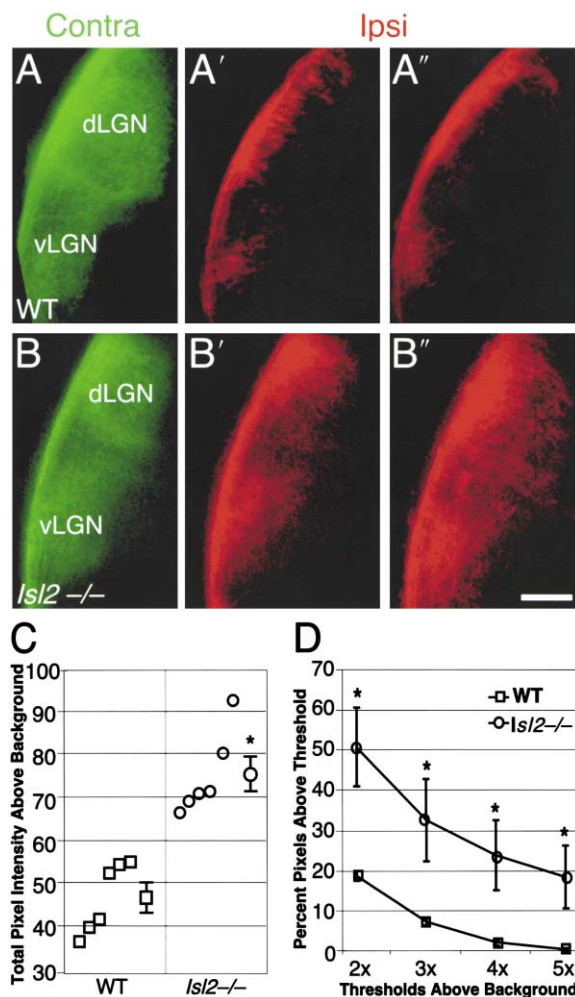 Contra
Ipsi
A
dLGN
vLGN
WT
A′
A″
B
dLGN
vLGN
Isl2 –/–
B′
B″
C
Total Pixel Intensity Above Background
100
90
80
70
60
50
40
30
*
WT
Isl2–/–
D
Percent Pixels Above Threshold
70
60
50
40
30
20
10
0
*
*
*
*
WT
Isl2–/–
2x
3x
4x
5x
Thresholds Above Background